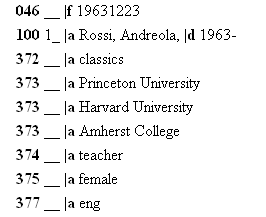 046 __ |f 19631223
100 1_ |a Rossi, Andreola, |d 1963-
372 __ |a classics
373 __ |a Princeton University
373 __ |a Harvard University
373 __ |a Amherst College
374 __ |a teacher
375 __ |a female
377 __ |a eng